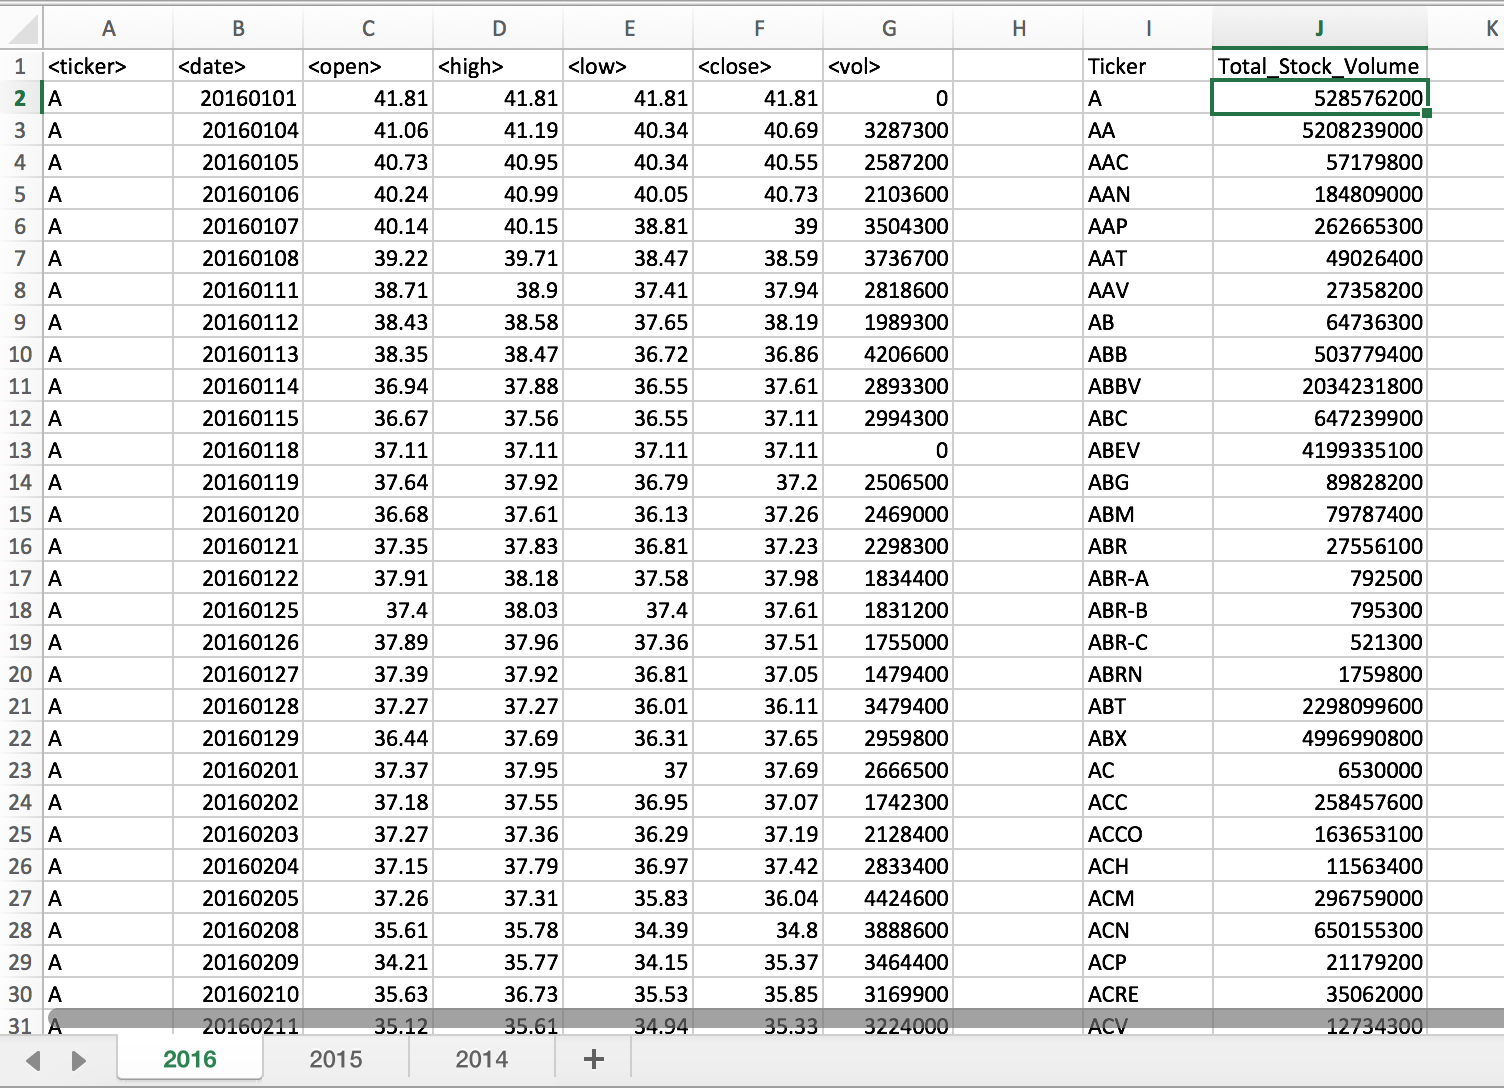 A B C D E F G H I J K
1 <ticker> <date> <open> <high> <low> <close> <vol> Ticker Total_Stock_Volume
2 A 20160101 41.81 41.81 41.81 41.81 0 A 528576200
3 A 20160104 41.06 41.19 40.34 40.69 3287300 AA 5208239000
4 A 20160105 40.73 40.95 40.34 40.55 2587200 AAC 57179800
5 A 20160106 40.24 40.99 40.05 40.73 2103600 AAN 184809000
6 A 20160107 40.14 40.15 38.81 39 3504300 AAP 262665300
7 A 20160108 39.22 39.71 38.47 38.59 3736700 AAT 49026400
8 A 20160111 38.71 38.9 37.41 37.94 2818600 AAV 27358200
9 A 20160112 38.43 38.58 37.65 38.19 1989300 AB 64736300
10 A 20160113 38.35 38.47 36.72 36.86 4206600 ABB 503779400
11 A 20160114 36.94 37.88 36.55 37.61 2893300 ABBV 2034231800
12 A 20160115 36.67 37.56 36.55 37.11 2994300 ABC 647239900
13 A 20160118 37.11 37.11 37.11 37.11 0 ABEV 4199335100
14 A 20160119 37.64 37.92 36.79 37.2 2506500 ABG 89828200
15 A 20160120 36.68 37.61 36.13 37.26 2469000 ABM 79787400
16 A 20160121 37.35 37.83 36.81 37.23 2298300 ABR 27556100
17 A 20160122 37.91 38.18 37.58 37.98 1834400 ABR-A 792500
18 A 20160125 37.4 38.03 37.4 37.61 1831200 ABR-B 795300
19 A 20160126 37.89 37.96 37.36 37.51 1755000 ABR-C 521300
20 A 20160127 37.39 37.92 36.81 37.05 1479400 ABRN 1759800
21 A 20160128 37.27 37.27 36.01 36.11 3479400 ABT 2298099600
22 A 20160129 36.44 37.69 36.31 37.65 2959800 ABX 4996990800
23 A 20160201 37.37 37.95 37 37.69 2666500 AC 6530000
24 A 20160202 37.18 37.55 36.95 37.07 1742300 ACC 258457600
25 A 20160203 37.27 37.36 36.29 37.19 2128400 ACCO 163653100
26 A 20160204 37.15 37.79 36.97 37.42 2833400 ACH 11563400
27 A 20160205 37.26 37.31 35.83 36.04 4424600 ACM 296759000
28 A 20160208 35.61 35.78 34.39 34.8 3888600 ACN 650155300
29 A 20160209 34.21 35.77 34.15 35.37 3464400 ACP 21179200
30 A 20160210 35.63 36.73 35.53 35.85 3169900 ACRE 35062000
31 A 20160211 35.12 35.61 34.94 35.33 3224000 ACV 12734300
2016 2015 2014 +